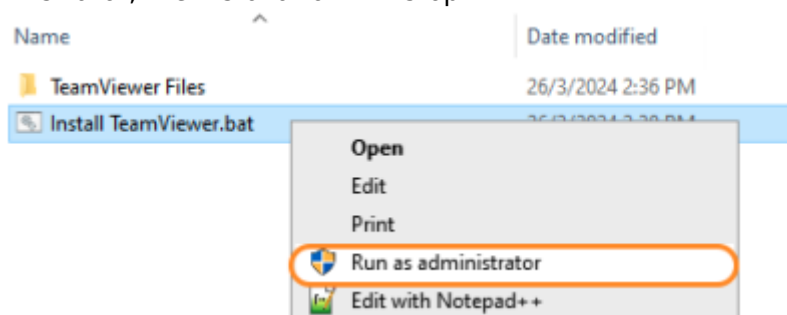 Name Date modified
TeamViewer Files 26/3/2024 2:36 PM
Install TeamViewer.bat
Open
Edit
Print
Run as administrator
Edit with Notepad++